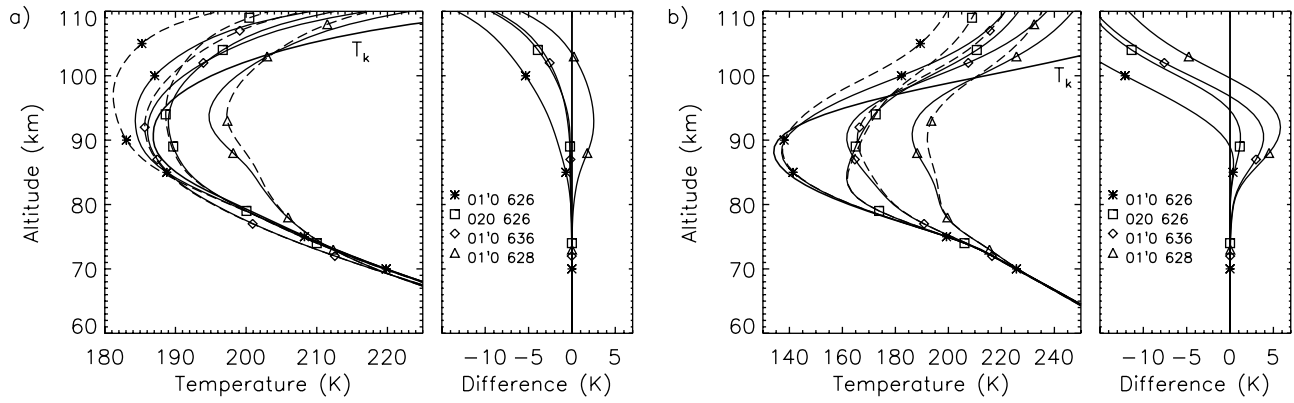 a)
110
100
90
80
70
60
Altitude (km)
180 190 200 210 220
Temperature (K)
T_k
01'0 626
020 626
01'0 636
01'0 628
-10 -5 0 5
Difference (K)
b)
110
100
90
80
70
60
Altitude (km)
140 160 180 200 220 240
Temperature (K)
T_k
01'0 626
020 626
01'0 636
01'0 628
-10 -5 0 5
Difference (K)